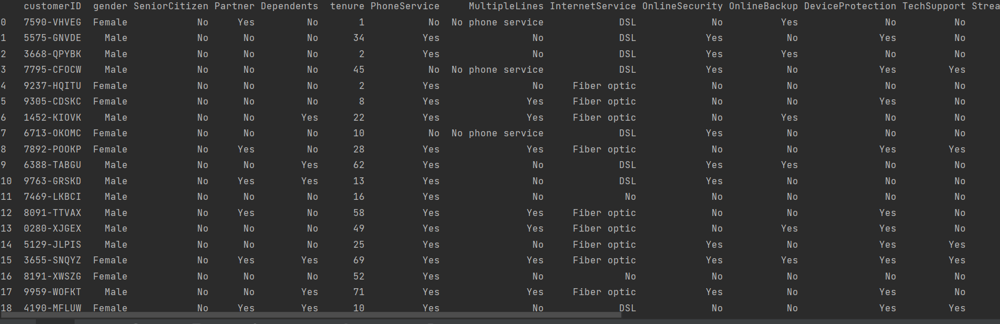 customerID gender SeniorCitizen Partner Dependents tenure PhoneService MultipleLines InternetService OnlineSecurity OnlineBackup DeviceProtection TechSupport Strea
0 7590-VHVEG Female No Yes No 1 No No phone service DSL No Yes No No
1 5575-GNVDE Male No No No 34 Yes No DSL Yes No Yes No
2 3668-QPYBK Male No No No 2 Yes No DSL Yes Yes No No
3 7795-CFOCW Male No No No 45 No No phone service DSL Yes No Yes Yes
4 9237-HQITU Female No No No 2 Yes No Fiber optic No No No No
5 9305-CDSKC Female No No No 8 Yes Yes Fiber optic No No Yes No
6 1452-KIOVK Male No No Yes 22 Yes Yes Fiber optic No Yes No No
7 6713-OKOMC Female No No No 10 No No phone service DSL Yes No No No
8 7892-POOKP Female No Yes No 28 Yes Yes Fiber optic No No Yes Yes
9 6388-TABGU Male No No Yes 62 Yes No DSL Yes Yes No No
10 9763-GRSKD Male No Yes Yes 13 Yes No DSL Yes No No No
11 7469-LKBCI Male No No No 16 Yes No No No No No No
12 8091-TTVAX Male No Yes No 58 Yes Yes Fiber optic No No Yes No
13 0280-XJGEX Male No No No 49 Yes Yes Fiber optic No Yes Yes No
14 5129-JLPIS Male No No No 25 Yes No Fiber optic Yes No Yes Yes
15 3655-SNQYZ Female No Yes Yes 69 Yes Yes Fiber optic Yes Yes Yes Yes
16 8191-XWSZG Female No No No 52 Yes No No No No No No
17 9959-WOFKT Male No No Yes 71 Yes Yes Fiber optic Yes No Yes No
18 4190-MFLUW Female No Yes Yes 10 Yes No DSL No No Yes Yes